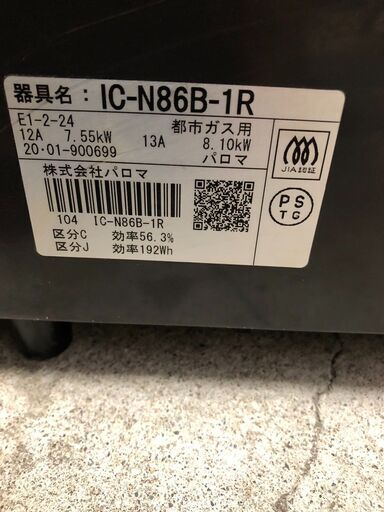 器具名：IC-N86B-1R
E1-2-24 都市ガス用
12A 7.55kW 13A 8.10kW
20·01-900699 パロマ
株式会社パロマ
104 IC-N86B-1R
区分C 効率56.3%
区分J 効率192Wh
JIA認証
PS
TG